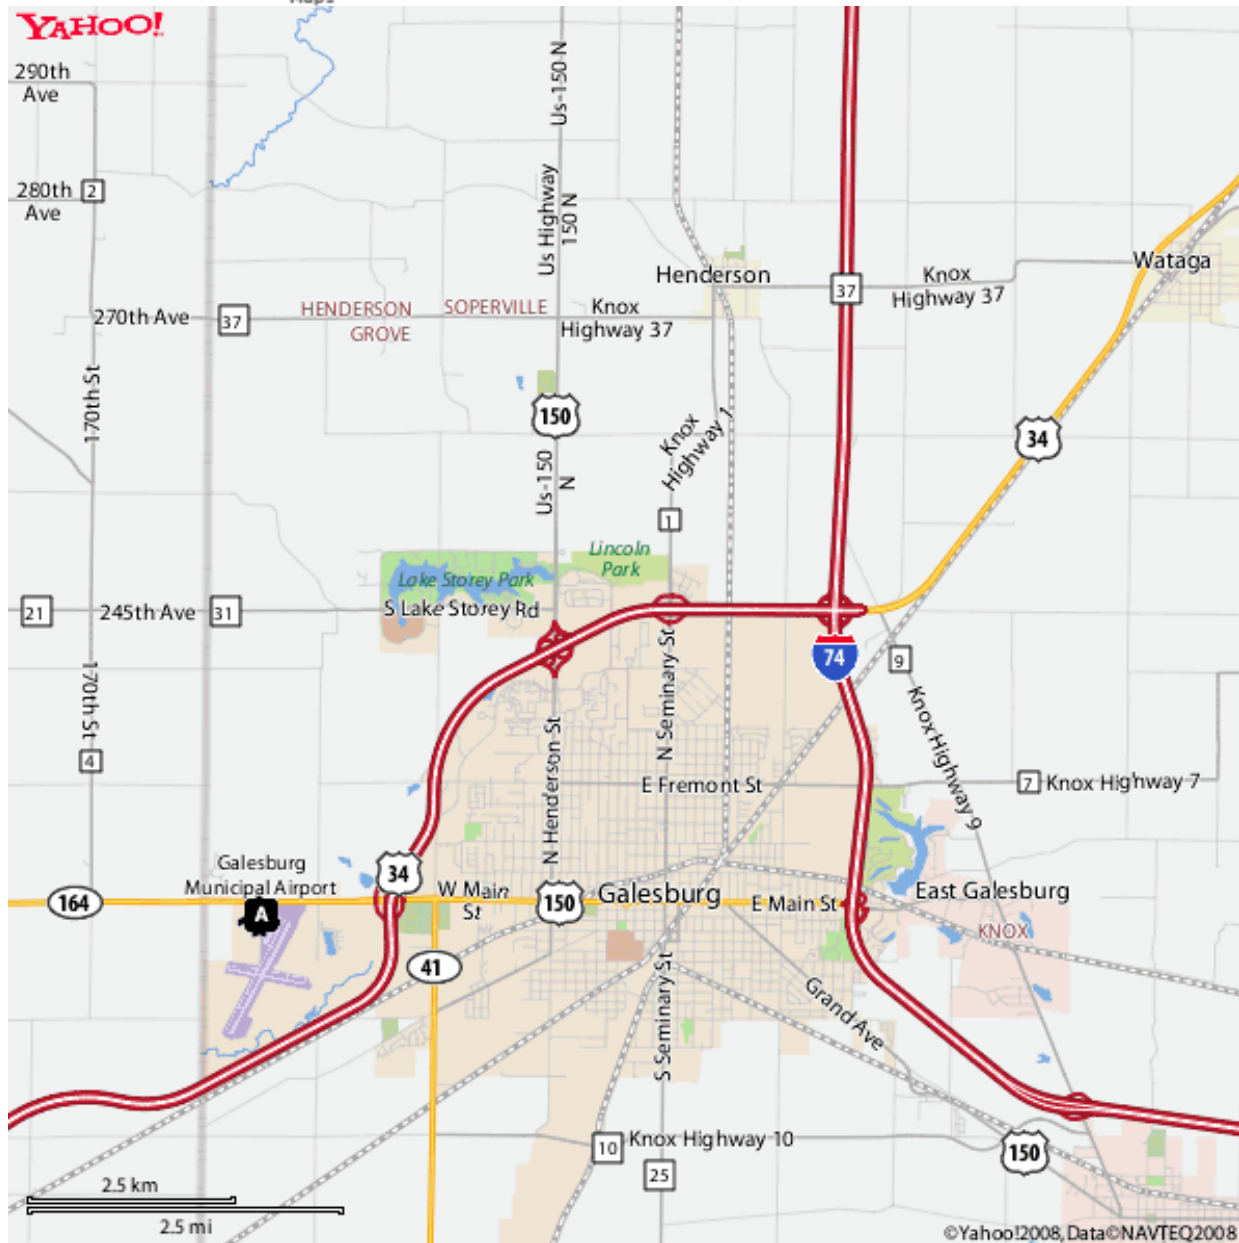 Maps
YAHOO!
290th
Ave
Us-150 N
2
280th
Ave
Us Highway
150 N
Henderson
37
Knox
Highway 37
Wataga
270th Ave
37
HENDERSON
GROVE
SOPERVILLE
Knox
Highway 37
170th St
150
34
Knox
Highway 1
Us-150
N
1
Lincoln
Park
Lake Storey Park
21
245th Ave
31
S Lake Storey Rd
74
9
170th St
4
N Henderson St
N Seminary St
Knox Highway 9
E Fremont St
7
Knox Highway 7
Galesburg
Municipal Airport
34
164
A
W Main
St
150
Galesburg
E Main St
East Galesburg
KNOX
41
S Seminary St
Grand Ave
10
Knox Highway 10
150
25
2.5 km
2.5 mi
©Yahoo!2008, Data©NAVTEQ2008